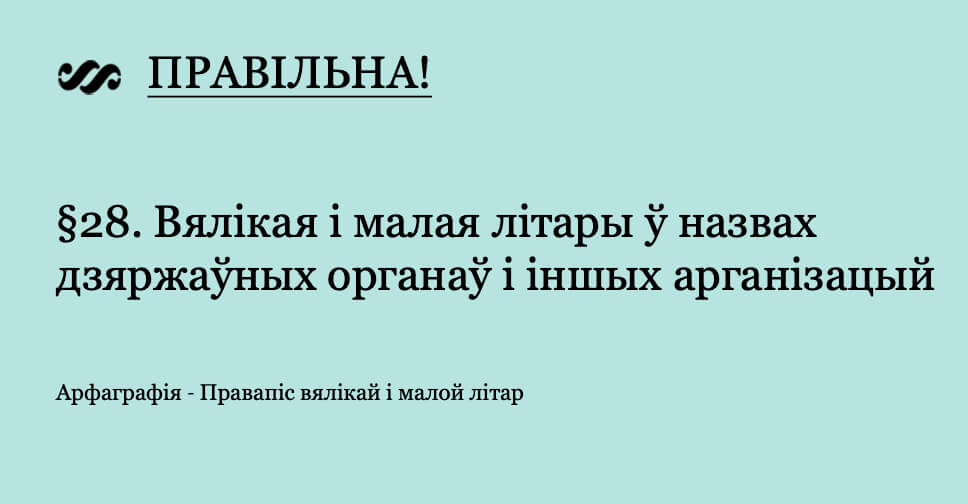 ПРАВІЛЬНА!
§28. Вялікая і малая літары ў назвах
дзяржаўных органаў і іншых арганізацый
Арфаграфія - Правапіс вялікай і малой літар